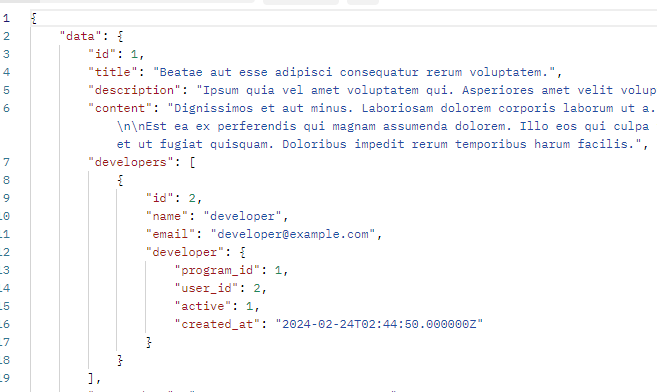 1 {
2 "data": {
3 "id": 1,
4 "title": "Beatae aut esse adipisci consequatur rerum voluptatem.",
5 "description": "Ipsum quia vel amet voluptatem qui. Asperiores amet velit volup
6 "content": "Dignissimos et aut minus. Laboriosam dolorem corporis laborum ut a.
\n\nEst ea ex perferendis qui magnam assumenda dolorem. Illo eos qui culpa
et ut fugiat quisquam. Doloribus impedit rerum temporibus harum facilis.",
7 "developers": [
8 {
9 "id": 2,
10 "name": "developer",
11 "email": "developer@example.com",
12 "developer": {
13 "program_id": 1,
14 "user_id": 2,
15 "active": 1,
16 "created_at": "2024-02-24T02:44:50.000000Z"
17 }
18 }
19 ],